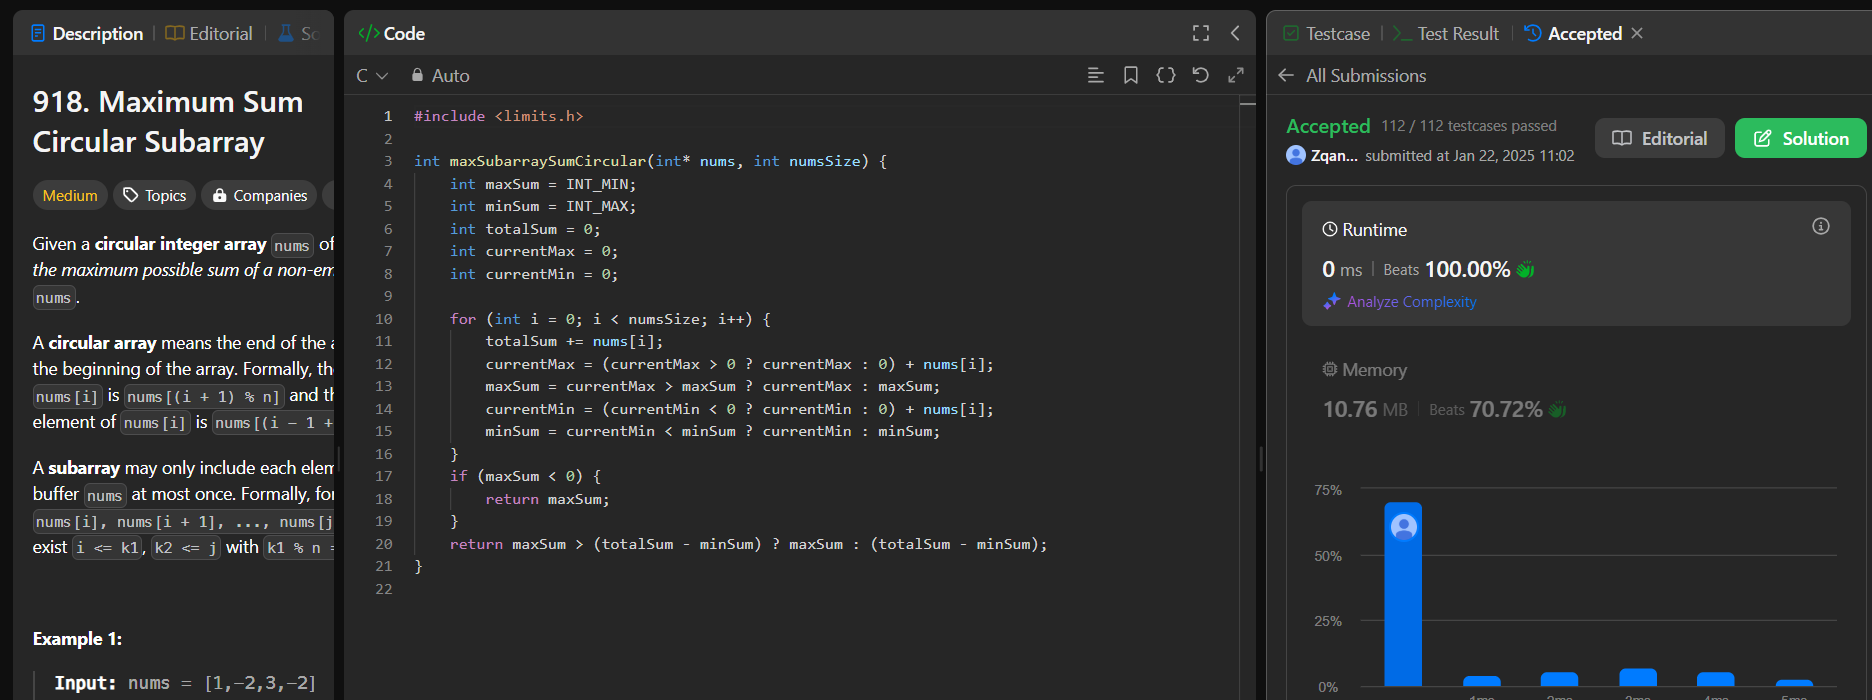 Description
Editorial
So
918. Maximum Sum
Circular Subarray
Medium
Topics
Companies
Given a circular integer array nums of
the maximum possible sum of a non-em
nums.
A circular array means the end of the a
the beginning of the array. Formally, the
nums[i] is nums[(i + 1) % n] and th
element of nums[i] is nums[(i - 1 +
A subarray may only include each elem
buffer nums at most once. Formally, for
nums[i], nums[i + 1], ..., nums[j
exist i <= k1, k2 <= j with k1 % n =
Example 1:
Input: nums = [1,-2,3,-2]
</> Code
C
Auto
1 #include <limits.h>
2
3 int maxSubarraySumCircular(int* nums, int numsSize) {
4     int maxSum = INT_MIN;
5     int minSum = INT_MAX;
6     int totalSum = 0;
7     int currentMax = 0;
8     int currentMin = 0;
9
10     for (int i = 0; i < numsSize; i++) {
11         totalSum += nums[i];
12         currentMax = (currentMax > 0 ? currentMax : 0) + nums[i];
13         maxSum = currentMax > maxSum ? currentMax : maxSum;
14         currentMin = (currentMin < 0 ? currentMin : 0) + nums[i];
15         minSum = currentMin < minSum ? currentMin : minSum;
16     }
17     if (maxSum < 0) {
18         return maxSum;
19     }
20     return maxSum > (totalSum - minSum) ? maxSum : (totalSum - minSum);
21 }
22
Testcase
Test Result
Accepted
All Submissions
Accepted 112 / 112 testcases passed
Zqan... submitted at Jan 22, 2025 11:02
Editorial
Solution
Runtime
0 ms Beats 100.00%
Analyze Complexity
Memory
10.76 MB Beats 70.72%
75%
50%
25%
0%
1ms 2ms 3ms 4ms 5ms